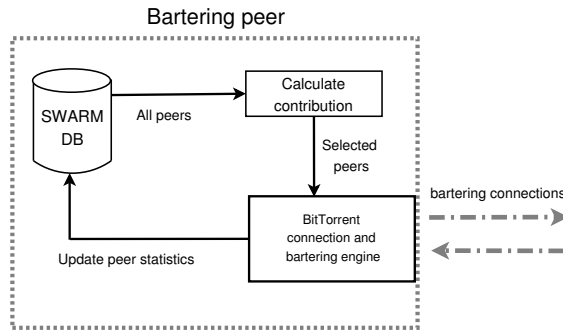 Bartering peer
SWARM
DB
All peers
Calculate
contribution
Selected
peers
bartering connections
BitTorrent
connection and
bartering engine
Update peer statistics